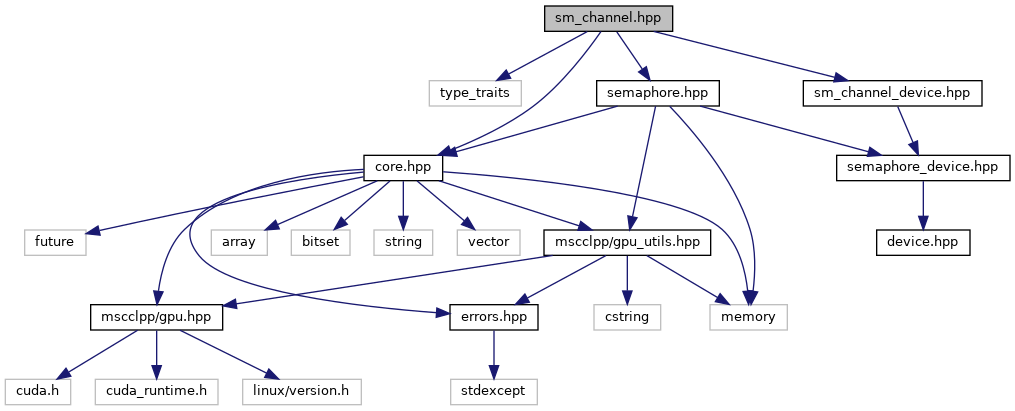 sm_channel.hpp
type_traits
semaphore.hpp
sm_channel_device.hpp
core.hpp
semaphore_device.hpp
future
array
bitset
string
vector
mscclpp/gpu_utils.hpp
device.hpp
mscclpp/gpu.hpp
errors.hpp
cstring
memory
cuda.h
cuda_runtime.h
linux/version.h
stdexcept